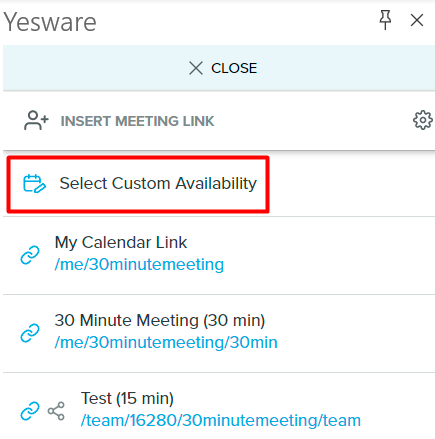 Yesware
CLOSE
INSERT MEETING LINK
Select Custom Availability
My Calendar Link
/me/30minutemeeting
30 Minute Meeting (30 min)
/me/30minutemeeting/30min
Test (15 min)
/team/16280/30minutemeeting/team